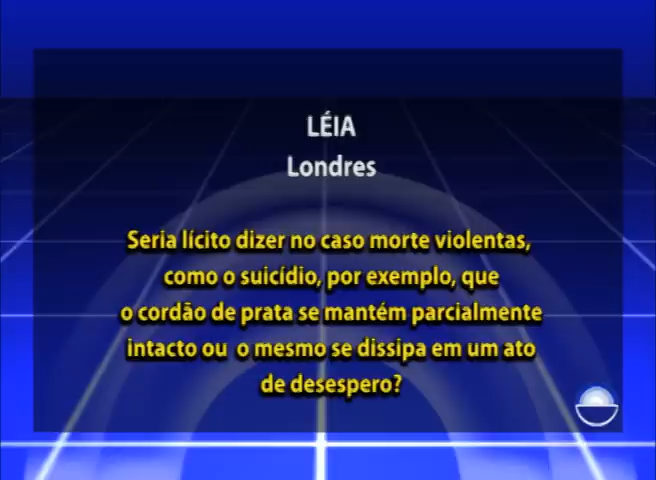 LÉIA
Londres
Seria lícito dizer no caso morte violentas,
como o suicídio, por exemplo, que
o cordão de prata se mantém parcialmente
intacto ou o mesmo se dissipa em um ato
de desespero?